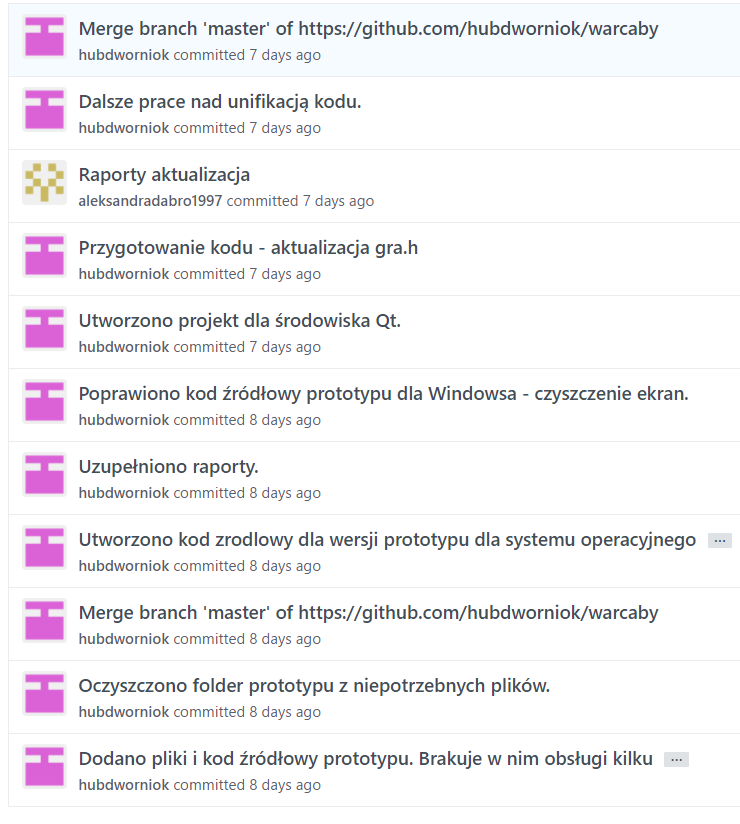 Merge branch 'master' of https://github.com/hubdworniok/warcaby
hubdworniok committed 7 days ago
Dalsze prace nad unifikacją kodu.
hubdworniok committed 7 days ago
Raporty aktualizacja
aleksandradabro1997 committed 7 days ago
Przygotowanie kodu - aktualizacja gra.h
hubdworniok committed 7 days ago
Utworzono projekt dla środowiska Qt.
hubdworniok committed 7 days ago
Poprawiono kod źródłowy prototypu dla Windowsa - czyszczenie ekran.
hubdworniok committed 8 days ago
Uzupełniono raporty.
hubdworniok committed 8 days ago
Utworzono kod zrodlowy dla wersji prototypu dla systemu operacyjnego ...
hubdworniok committed 8 days ago
Merge branch 'master' of https://github.com/hubdworniok/warcaby
hubdworniok committed 8 days ago
Oczyszczono folder prototypu z niepotrzebnych plików.
hubdworniok committed 8 days ago
Dodano pliki i kod źródłowy prototypu. Brakuje w nim obsługi kilku ...
hubdworniok committed 8 days ago